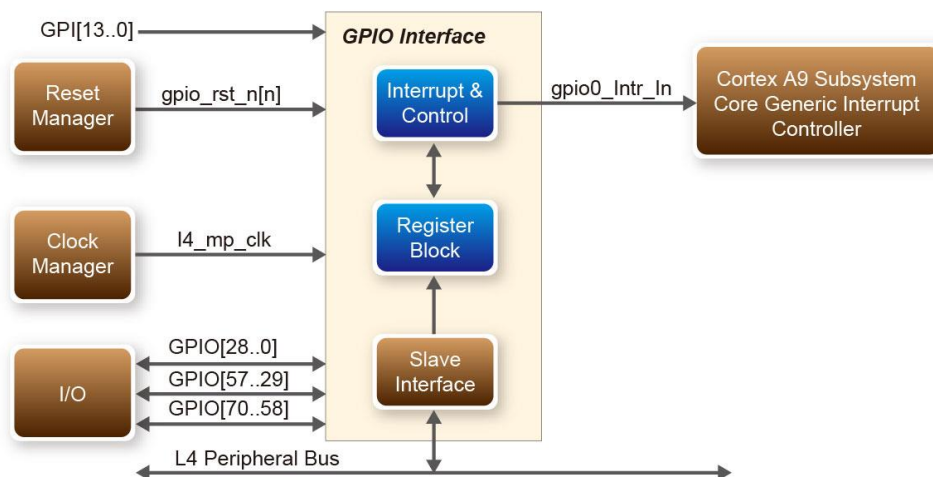 GPI[13..0]
GPIO Interface
Reset
Manager
gpio_rst_n[n]
Interrupt &
Control
gpio0_Intr_In
Cortex A9 Subsystem
Core Generic Interrupt
Controller
Clock
Manager
l4_mp_clk
Register
Block
I/O
GPIO[28..0]
GPIO[57..29]
GPIO[70..58]
Slave
Interface
L4 Peripheral Bus